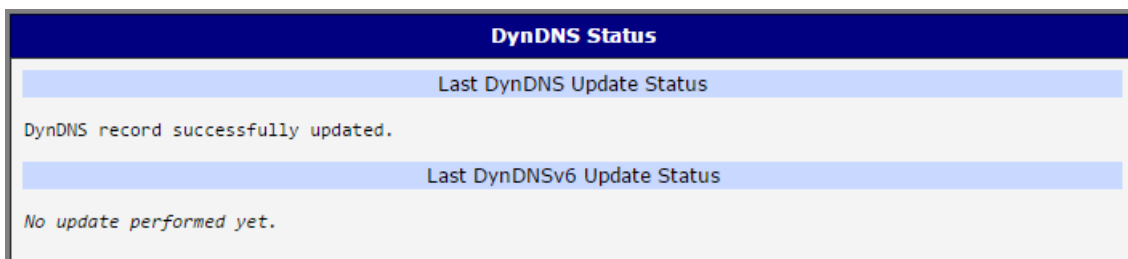 DynDNS Status
Last DynDNS Update Status
DynDNS record successfully updated.
Last DynDNSv6 Update Status
No update performed yet.